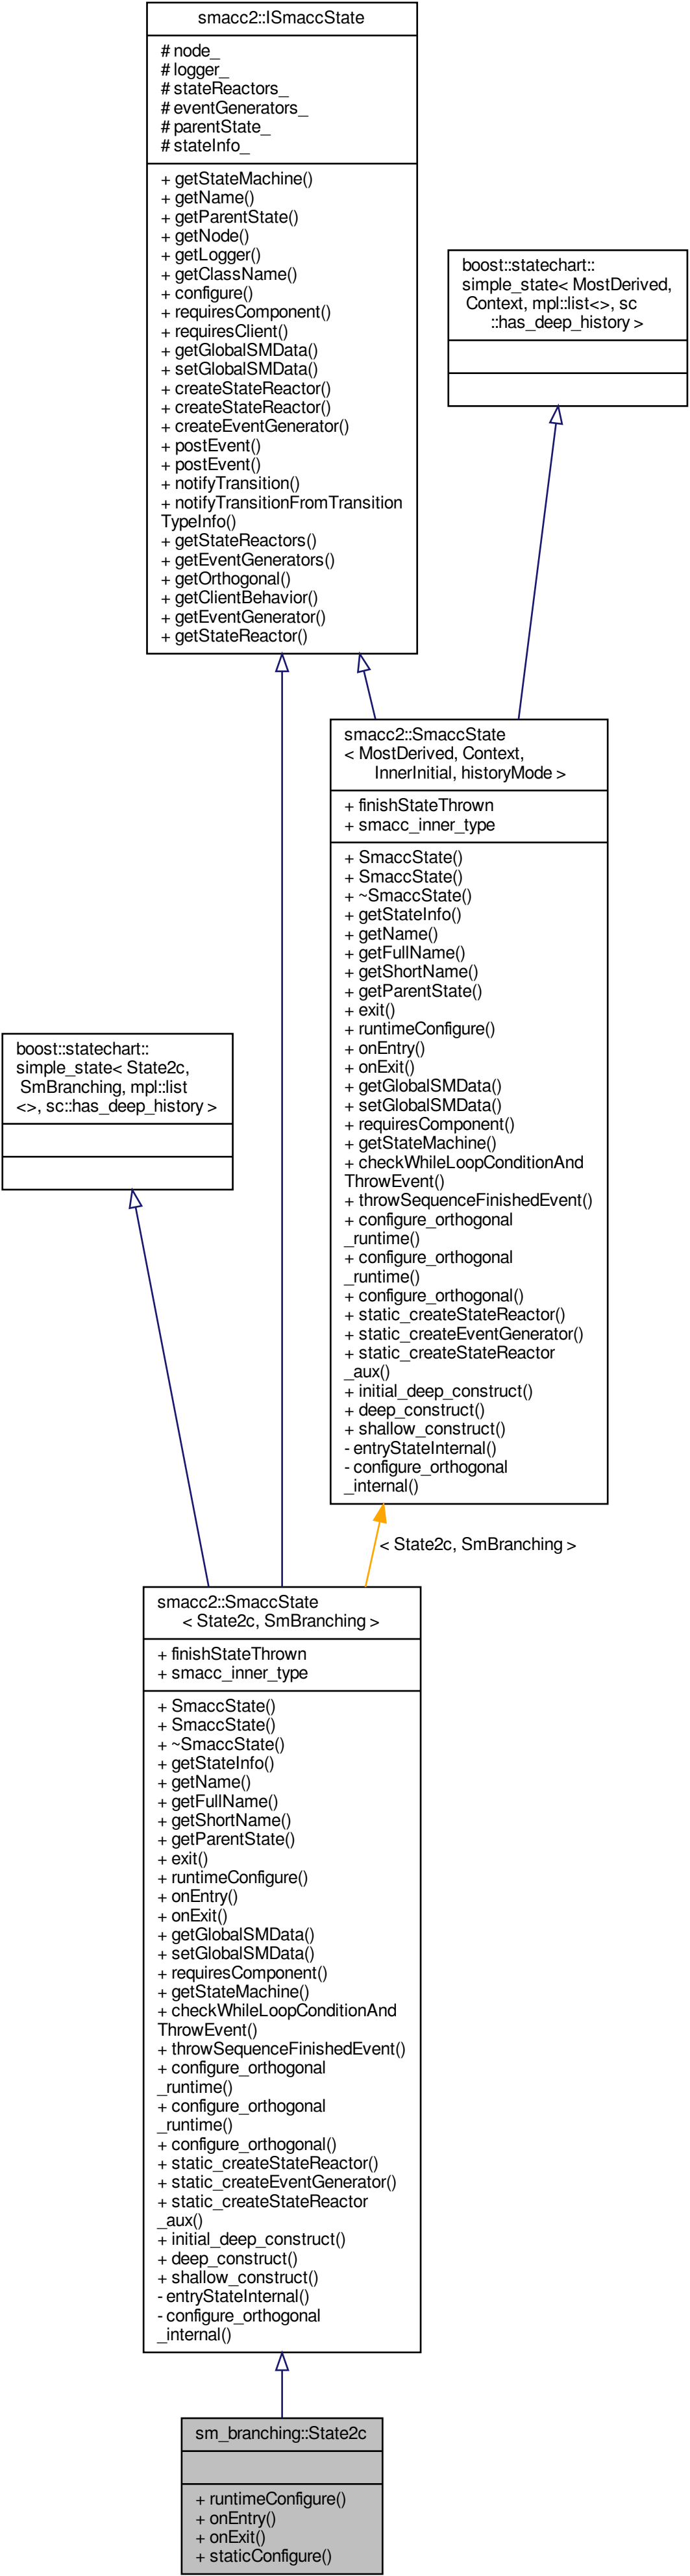 smacc2::ISmaccState
# node_
# logger_
# stateReactors_
# eventGenerators_
# parentState_
# stateInfo_
+ getStateMachine()
+ getName()
+ getParentState()
+ getNode()
+ getLogger()
+ getClassName()
+ configure()
+ requiresComponent()
+ requiresClient()
+ getGlobalSMData()
+ setGlobalSMData()
+ createStateReactor()
+ createStateReactor()
+ createEventGenerator()
+ postEvent()
+ postEvent()
+ notifyTransition()
+ notifyTransitionFromTransition
TypeInfo()
+ getStateReactors()
+ getEventGenerators()
+ getOrthogonal()
+ getClientBehavior()
+ getEventGenerator()
+ getStateReactor()
boost::statechart::
simple_state< MostDerived,
Context, mpl::list<>, sc
::has_deep_history >
smacc2::SmaccState
< MostDerived, Context,
InnerInitial, historyMode >
+ finishStateThrown
+ smacc_inner_type
+ SmaccState()
+ SmaccState()
+ ~SmaccState()
+ getStateInfo()
+ getName()
+ getFullName()
+ getShortName()
+ getParentState()
+ exit()
+ runtimeConfigure()
+ onEntry()
+ onExit()
+ getGlobalSMData()
+ setGlobalSMData()
+ requiresComponent()
+ getStateMachine()
+ checkWhileLoopConditionAnd
ThrowEvent()
+ throwSequenceFinishedEvent()
+ configure_orthogonal
_runtime()
+ configure_orthogonal
_runtime()
+ configure_orthogonal()
+ static_createStateReactor()
+ static_createEventGenerator()
+ static_createStateReactor
_aux()
+ initial_deep_construct()
+ deep_construct()
+ shallow_construct()
- entryStateInternal()
- configure_orthogonal
_internal()
boost::statechart::
simple_state< State2c,
SmBranching, mpl::list
<>, sc::has_deep_history >
< State2c, SmBranching >
smacc2::SmaccState
< State2c, SmBranching >
+ finishStateThrown
+ smacc_inner_type
+ SmaccState()
+ SmaccState()
+ ~SmaccState()
+ getStateInfo()
+ getName()
+ getFullName()
+ getShortName()
+ getParentState()
+ exit()
+ runtimeConfigure()
+ onEntry()
+ onExit()
+ getGlobalSMData()
+ setGlobalSMData()
+ requiresComponent()
+ getStateMachine()
+ checkWhileLoopConditionAnd
ThrowEvent()
+ throwSequenceFinishedEvent()
+ configure_orthogonal
_runtime()
+ configure_orthogonal
_runtime()
+ configure_orthogonal()
+ static_createStateReactor()
+ static_createEventGenerator()
+ static_createStateReactor
_aux()
+ initial_deep_construct()
+ deep_construct()
+ shallow_construct()
- entryStateInternal()
- configure_orthogonal
_internal()
sm_branching::State2c
+ runtimeConfigure()
+ onEntry()
+ onExit()
+ staticConfigure()